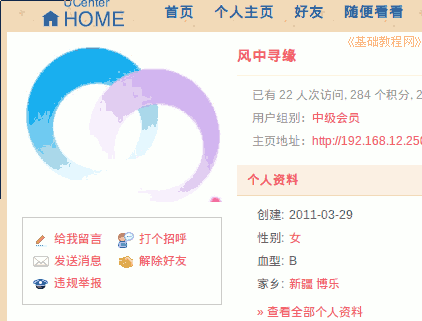 UCenter
HOME
首页 个人主页 好友 随便看看
《基础教程网》
风中寻缘
已有 22 人次访问, 284 个积分, 2
用户组别: 中级会员
主页地址: http://192.168.12.258
个人资料
创建: 2011-03-29
性别: 女
血型: B
家乡: 新疆 博乐
» 查看全部个人资料
给我留言 打个招呼
发送消息 解除好友
违规举报